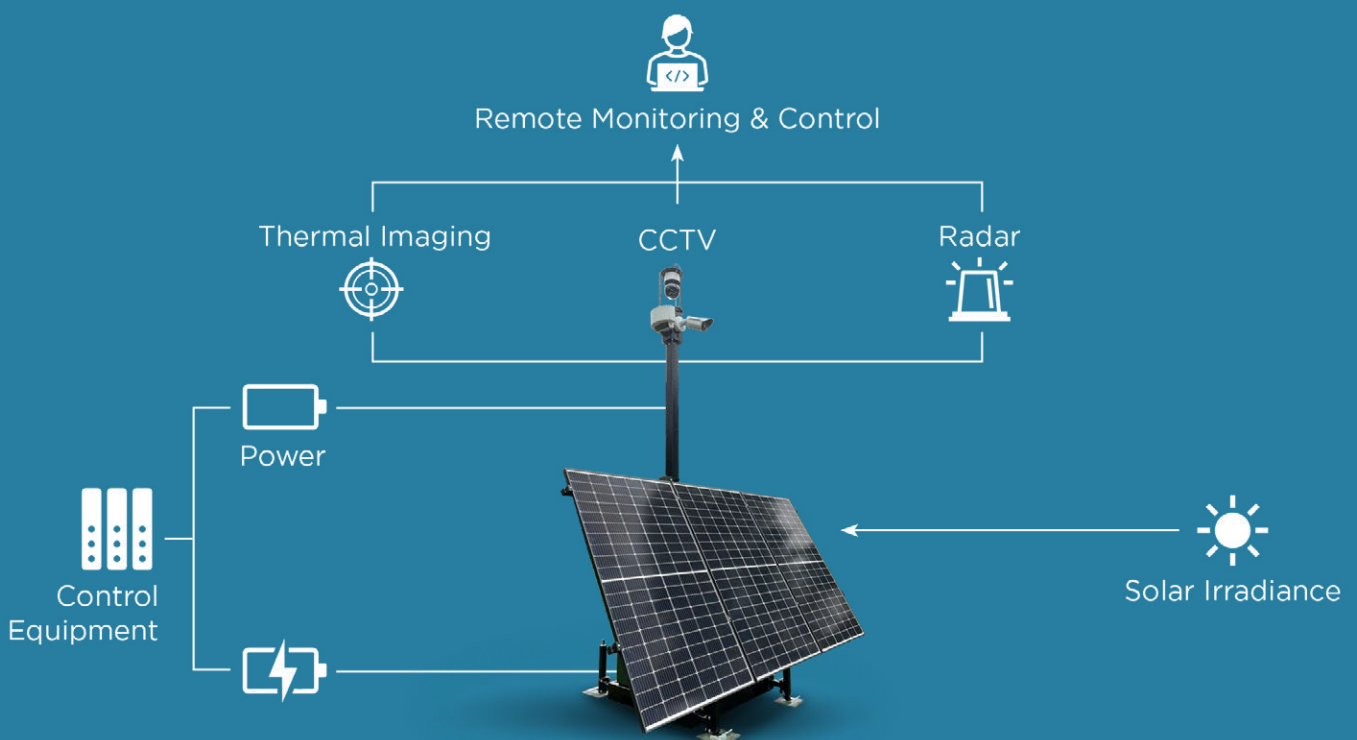 </>
Remote Monitoring & Control
Thermal Imaging
CCTV
Radar
Power
Control
Equipment
Solar Irradiance